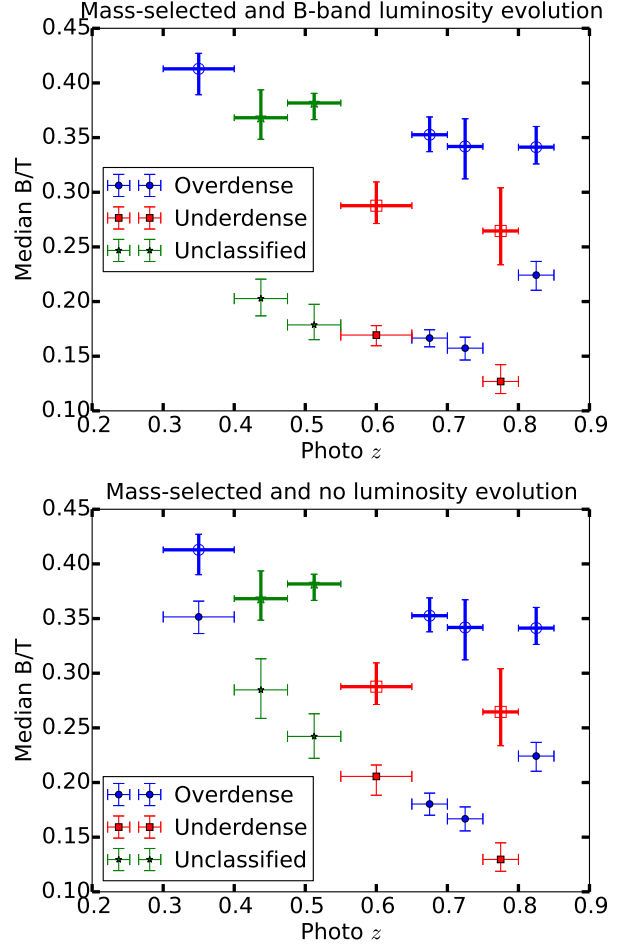 Mass-selected and B-band luminosity evolution
0.45
0.40
0.35
0.30
0.25
0.20
0.15
0.10
Median B/T
Overdense
Underdense
Unclassified
0.2 0.3 0.4 0.5 0.6 0.7 0.8 0.9
Photo z
Mass-selected and no luminosity evolution
0.45
0.40
0.35
0.30
0.25
0.20
0.15
0.10
Median B/T
Overdense
Underdense
Unclassified
0.2 0.3 0.4 0.5 0.6 0.7 0.8 0.9
Photo z